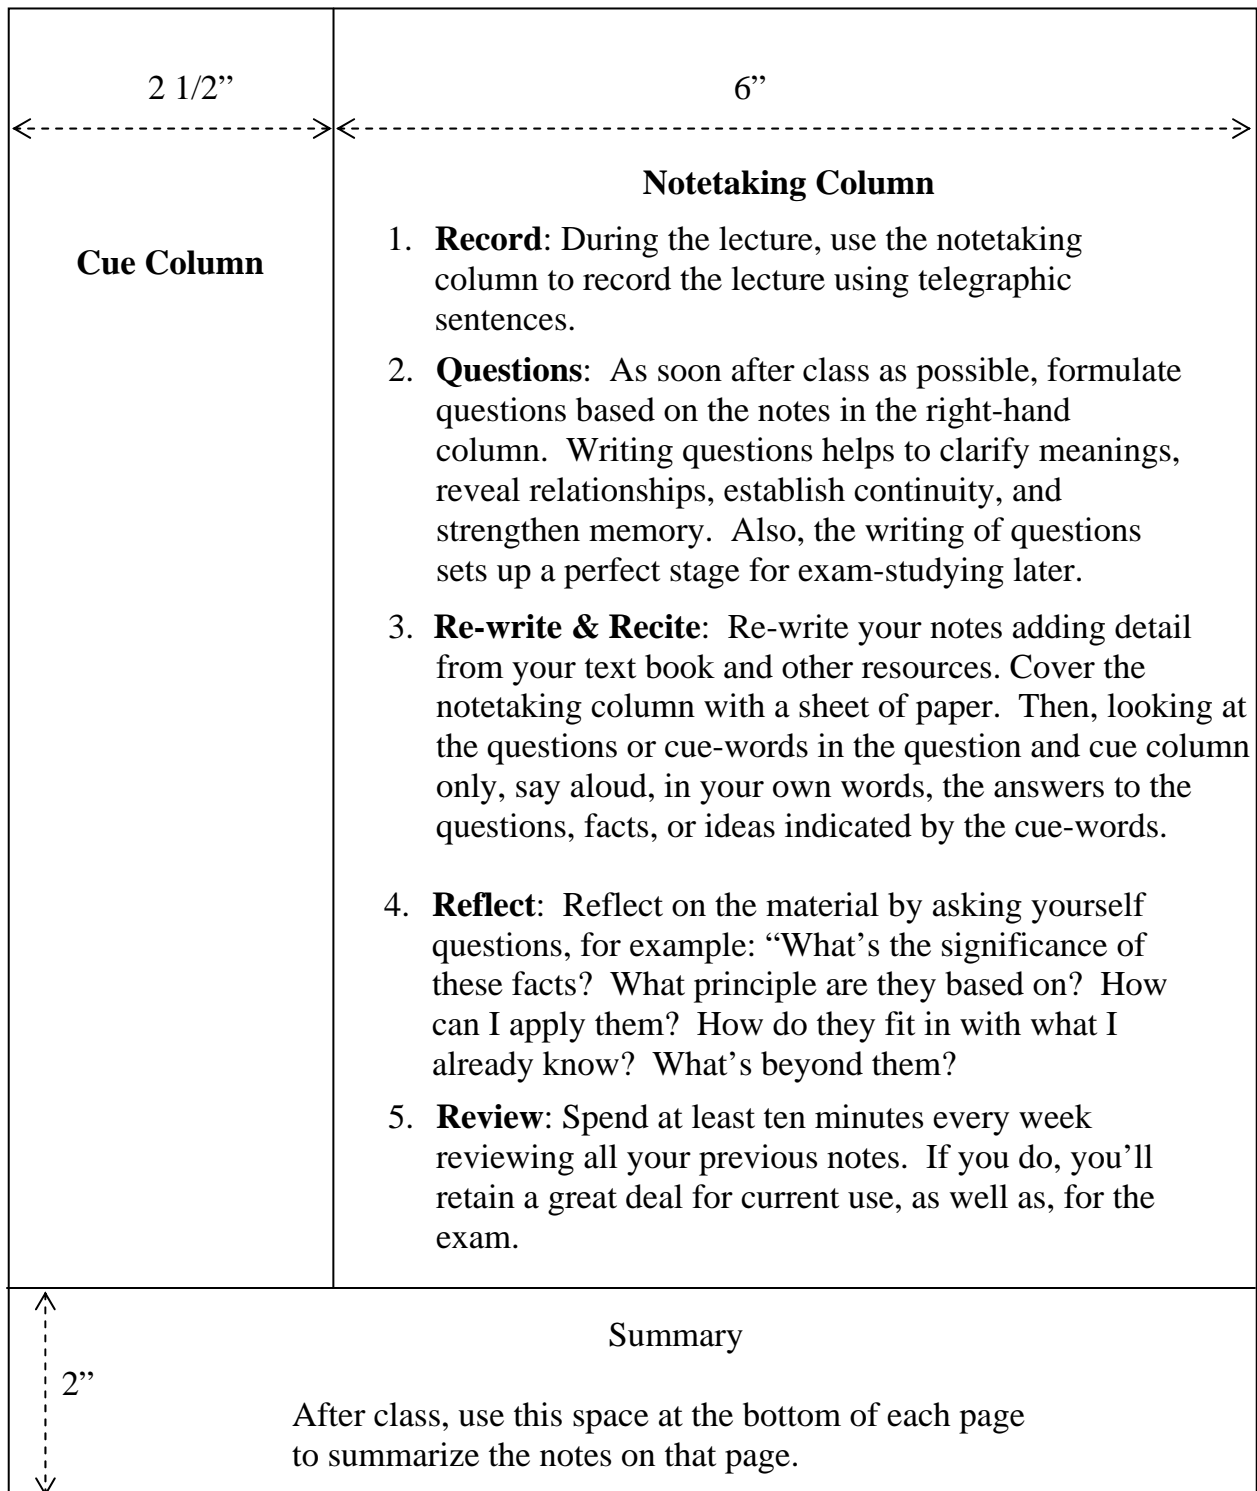 2 1/2”
6”
Cue Column
Notetaking Column
1. Record: During the lecture, use the notetaking
column to record the lecture using telegraphic
sentences.
2. Questions: As soon after class as possible, formulate
questions based on the notes in the right-hand
column. Writing questions helps to clarify meanings,
reveal relationships, establish continuity, and
strengthen memory. Also, the writing of questions
sets up a perfect stage for exam-studying later.
3. Re-write & Recite: Re-write your notes adding detail
from your text book and other resources. Cover the
notetaking column with a sheet of paper. Then, looking at
the questions or cue-words in the question and cue column
only, say aloud, in your own words, the answers to the
questions, facts, or ideas indicated by the cue-words.
4. Reflect: Reflect on the material by asking yourself
questions, for example: “What’s the significance of
these facts? What principle are they based on? How
can I apply them? How do they fit in with what I
already know? What’s beyond them?
5. Review: Spend at least ten minutes every week
reviewing all your previous notes. If you do, you’ll
retain a great deal for current use, as well as, for the
exam.
2”
Summary
After class, use this space at the bottom of each page
to summarize the notes on that page.